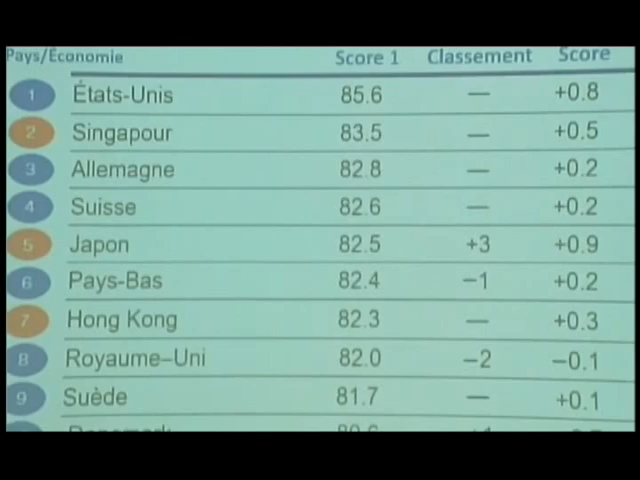 Pays/Économie Score 1 Classement Score
1 États-Unis 85.6 — +0.8
2 Singapour 83.5 — +0.5
3 Allemagne 82.8 — +0.2
4 Suisse 82.6 — +0.2
5 Japon 82.5 +3 +0.9
6 Pays-Bas 82.4 −1 +0.2
7 Hong Kong 82.3 — +0.3
8 Royaume–Uni 82.0 −2 −0.1
9 Suède 81.7 — +0.1